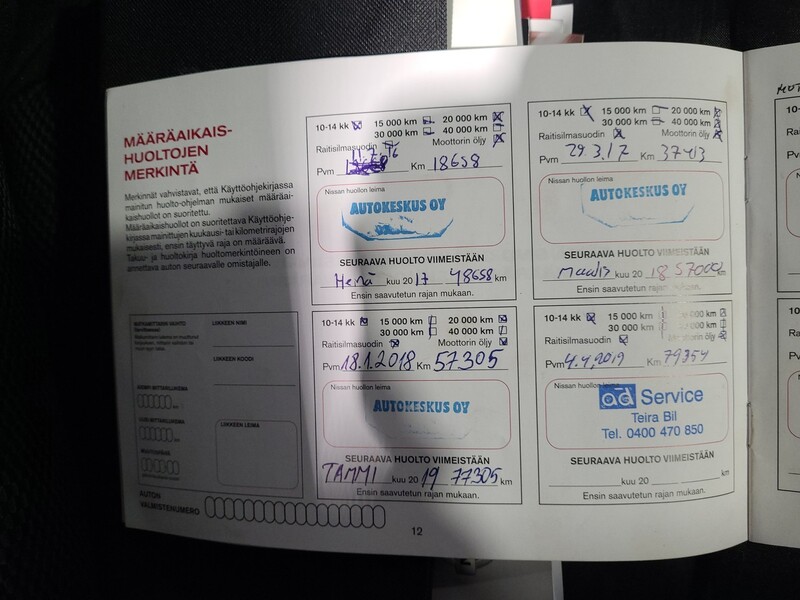 MÄÄRÄAIKAIS-
HUOLTOJEN
MERKINTÄ
Merkinnät vahvistavat, että Käyttöohjekirjassa
mainitun huolto-ohjelman mukaiset määräai-
kaishuollot on suoritettu.
Määräaikaishuollot on suoritettava Käyttöohje-
kirjassa mainittujen kuukausi- tai kilometrirajojen
mukaisesti, ensin täyttyvä raja on määräävä.
Takuu- ja huoltokirja huoltomerkintöineen on
annettava auton seuraavalle omistajalle.
LIIKKEEN NIMI
LIIKKEEN KOODI
LIIKKEEN LEIMA
AUTON
VALMISTENUMERO
10-14 kk 15 000 km 20 000 km
30 000 km 40 000 km
Raitisilmasuodin Moottorin öljy
11.7.16
Pvm Km 18658
Nissan huollon leima
AUTOKESKUS OY
SEURAAVA HUOLTO VIIMEISTÄÄN
Heinä kuu 20 17 48658 km
Ensin saavutetun rajan mukaan.
10-14 kk 15 000 km 20 000 km
30 000 km 40 000 km
Raitisilmasuodin Moottorin öljy
Pvm 29.3.17 Km 37413
Nissan huollon leima
AUTOKESKUS OY
SEURAAVA HUOLTO VIIMEISTÄÄN
Maalis kuu 20 18 57000 km
Ensin saavutetun rajan mukaan.
10-14 kk 15 000 km 20 000 km
30 000 km 40 000 km
Raitisilmasuodin Moottorin öljy
Pvm 18.1.2018 Km 57305
Nissan huollon leima
AUTOKESKUS OY
SEURAAVA HUOLTO VIIMEISTÄÄN
TAMMI kuu 20 19 77305 km
Ensin saavutetun rajan mukaan.
10-14 kk 15 000 km
30 000 km
Raitisilmasuodin
Pvm 4.4.2019 Km 79354
Nissan huollon leima
ad Service
Teira Bil
Tel. 0400 470 850
SEURAAVA HUOLTO VIIMEISTÄÄN
kuu 20 km
Ensin saavutetun rajan mukaan.
12